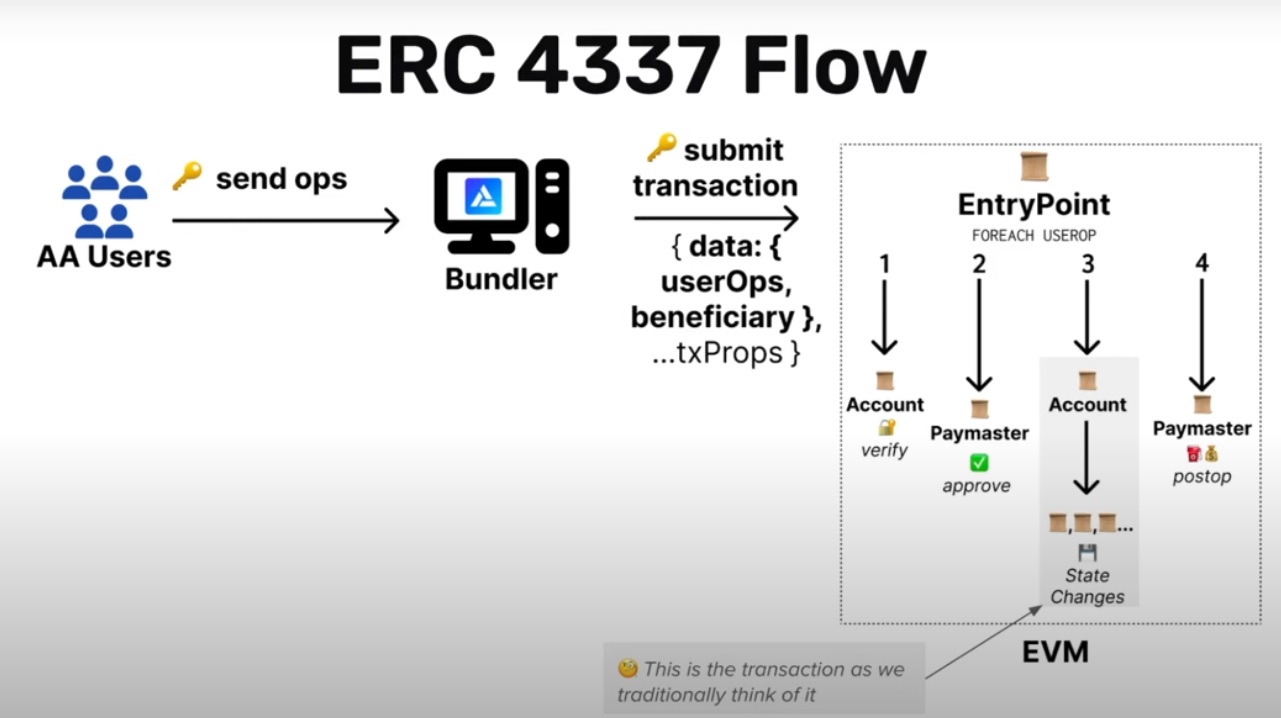 ERC 4337 Flow
send ops
AA Users
Bundler
submit
transaction
{ data: {
userOps,
beneficiary },
...txProps }
EntryPoint
FOREACH USEROP
1
2
3
4
Account
verify
Paymaster
approve
Account
, , ...
State
Changes
Paymaster
postop
EVM
This is the transaction as we
traditionally think of it